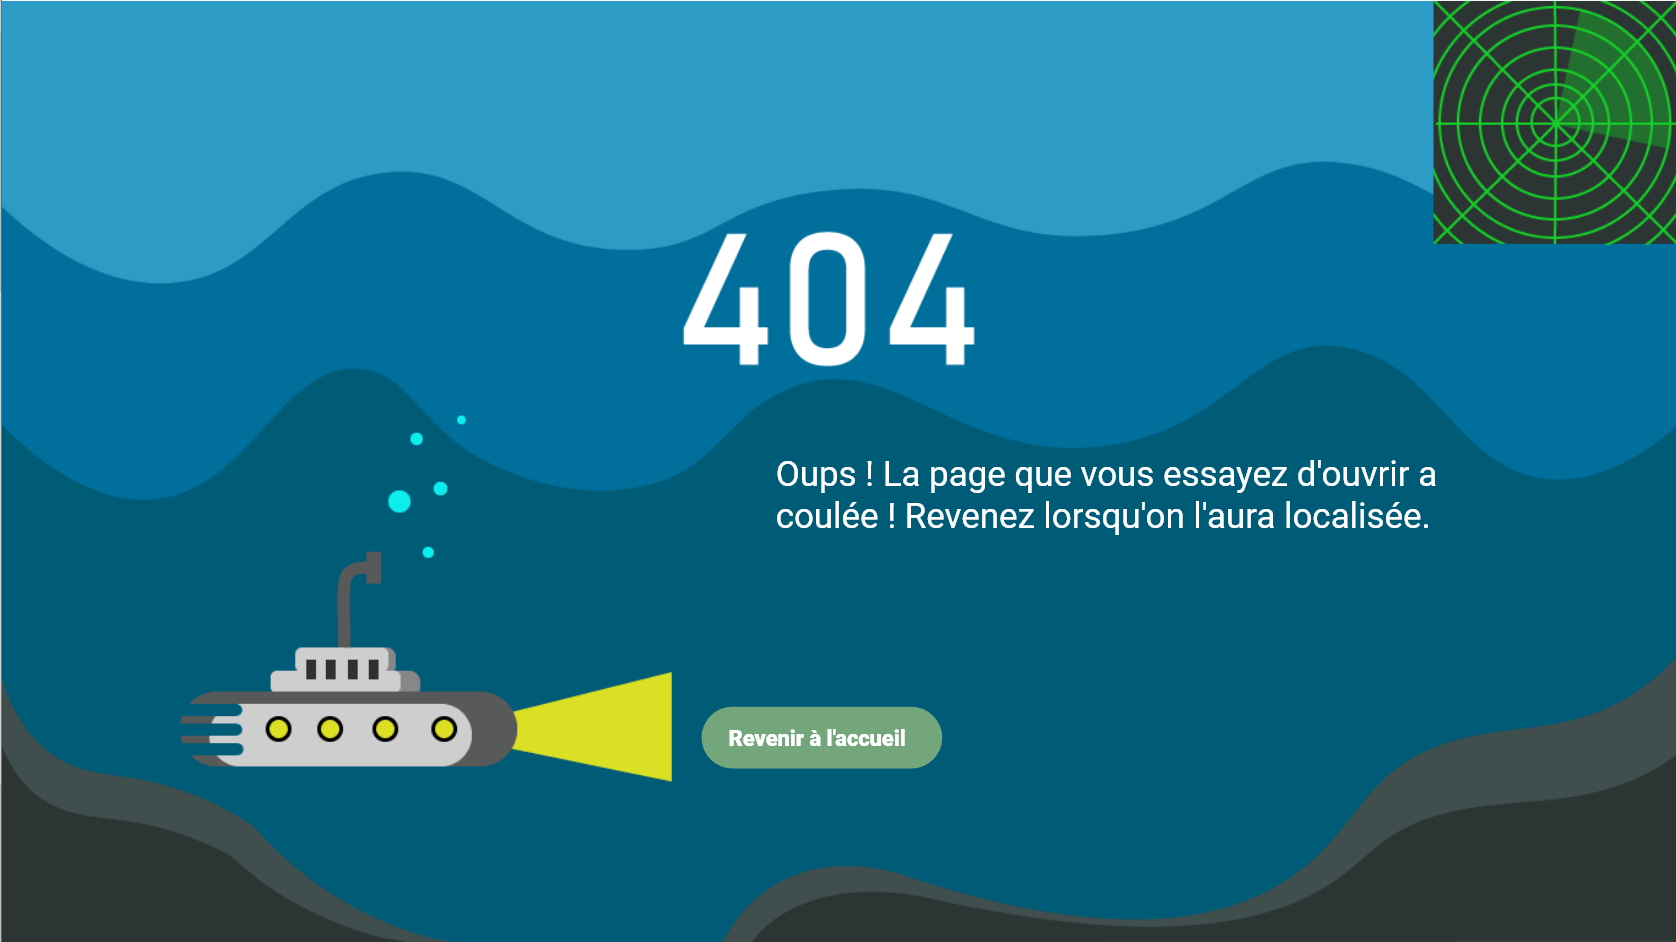 404
Oups ! La page que vous essayez d'ouvrir a
coulée ! Revenez lorsqu'on l'aura localisée.
Revenir à l'accueil